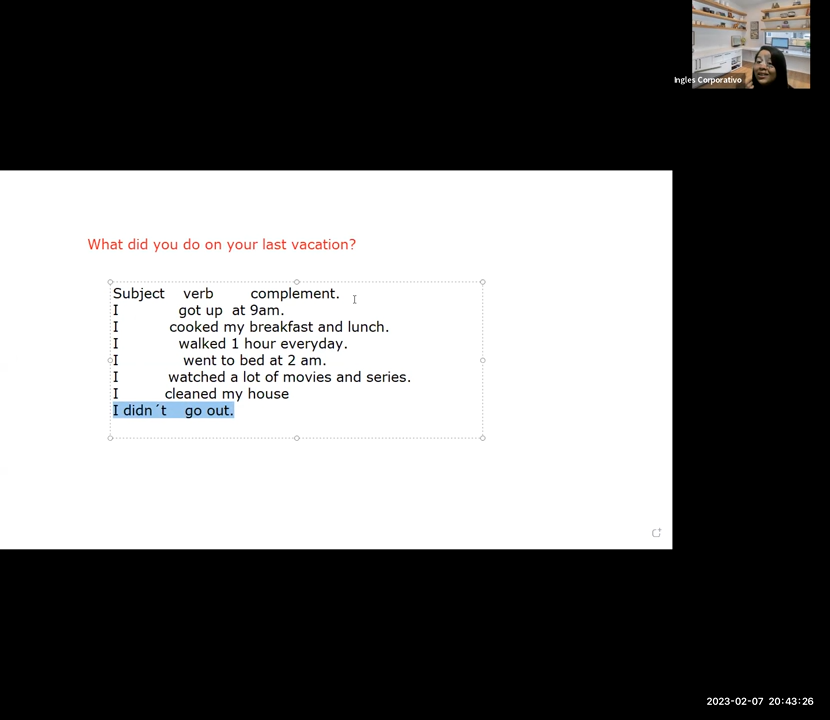 Ingles Corporativo
What did you do on your last vacation?
Subject verb complement.
I got up at 9am.
I cooked my breakfast and lunch.
I walked 1 hour everyday.
I went to bed at 2 am.
I watched a lot of movies and series.
I cleaned my house
I didn´t go out.
2023-02-07 20:43:26